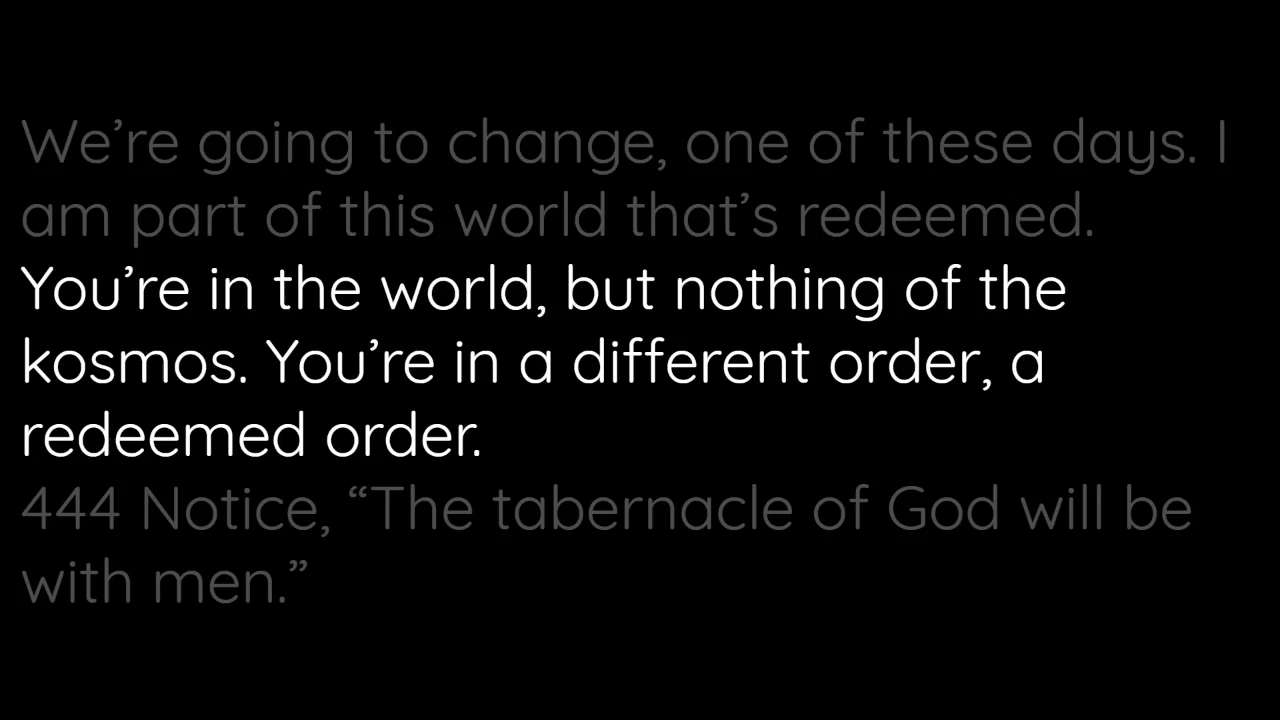 We’re going to change, one of these days. I
am part of this world that’s redeemed.
You’re in the world, but nothing of the
kosmos. You’re in a different order, a
redeemed order.
444 Notice, “The tabernacle of God will be
with men.”